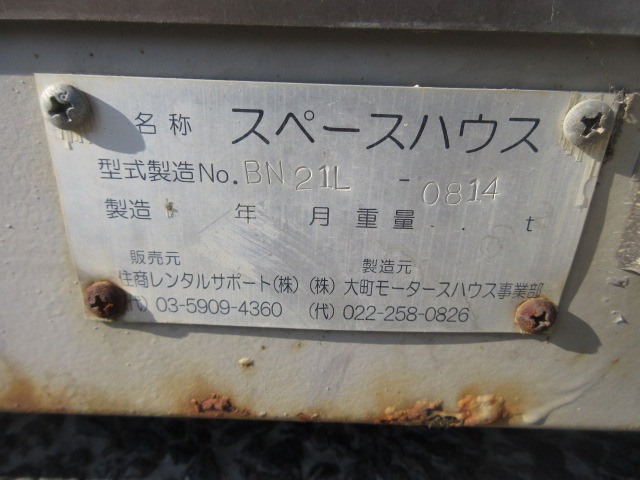 名称 スペースハウス
型式製造No. BN21L - 0814
製造 年 月 重量 . . t
販売元 製造元
住商レンタルサポート(株) (株) 大町モータースハウス事業部
代) 03-5909-4360 (代) 022-258-0826